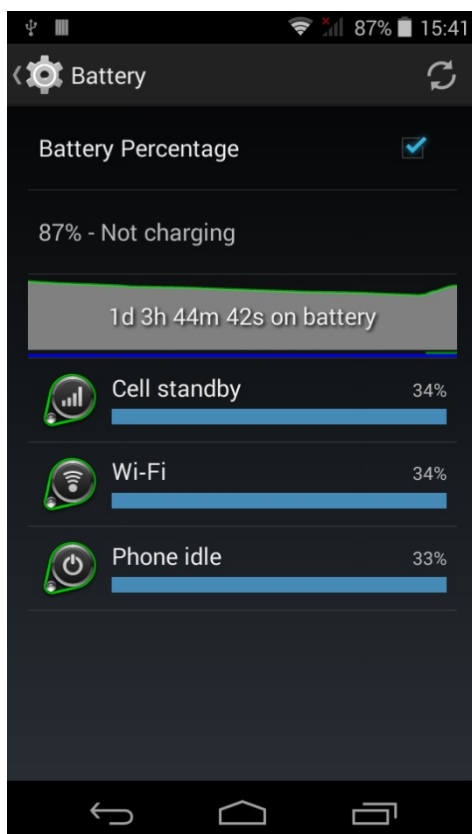 87% 15:41
Battery
Battery Percentage
87% - Not charging
1d 3h 44m 42s on battery
Cell standby 34%
Wi-Fi 34%
Phone idle 33%